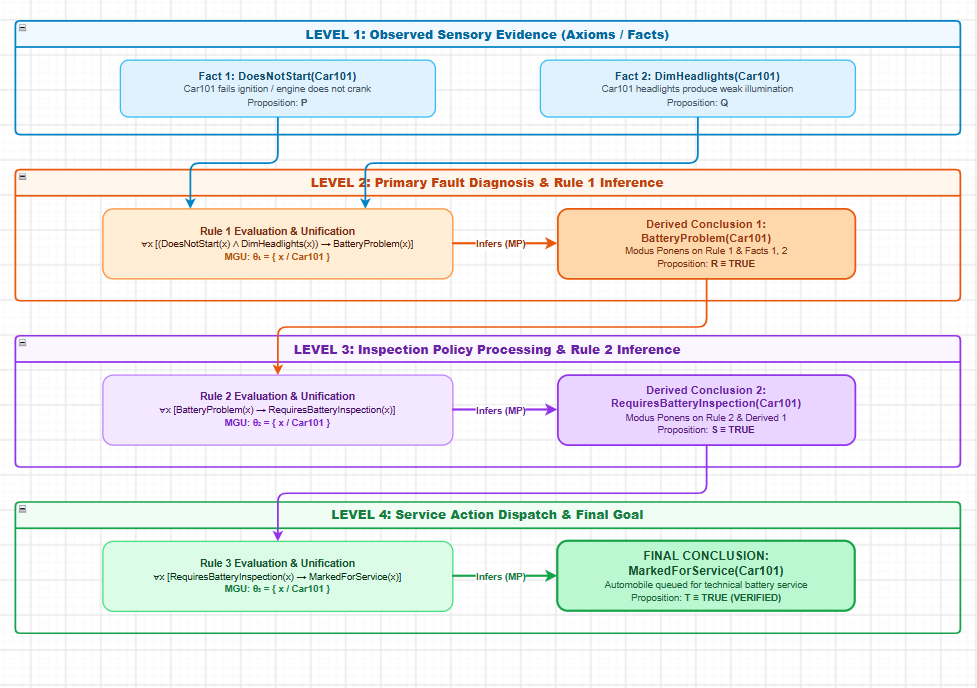 LEVEL 1: Observed Sensory Evidence (Axioms / Facts)
Fact 1: DoesNotStart(Car101)
Car101 fails ignition / engine does not crank
Proposition: P
Fact 2: DimHeadlights(Car101)
Car101 headlights produce weak illumination
Proposition: Q
LEVEL 2: Primary Fault Diagnosis & Rule 1 Inference
Rule 1 Evaluation & Unification
∀x [(DoesNotStart(x) ∧ DimHeadlights(x)) → BatteryProblem(x)]
MGU: θ₁ = { x / Car101 }
Infers (MP)
Derived Conclusion 1:
BatteryProblem(Car101)
Modus Ponens on Rule 1 & Facts 1, 2
Proposition: R ≡ TRUE
LEVEL 3: Inspection Policy Processing & Rule 2 Inference
Rule 2 Evaluation & Unification
∀x [BatteryProblem(x) → RequiresBatteryInspection(x)]
MGU: θ₂ = { x / Car101 }
Infers (MP)
Derived Conclusion 2:
RequiresBatteryInspection(Car101)
Modus Ponens on Rule 2 & Derived 1
Proposition: S ≡ TRUE
LEVEL 4: Service Action Dispatch & Final Goal
Rule 3 Evaluation & Unification
∀x [RequiresBatteryInspection(x) → MarkedForService(x)]
MGU: θ₃ = { x / Car101 }
Infers (MP)
FINAL CONCLUSION:
MarkedForService(Car101)
Automobile queued for technical battery service
Proposition: T ≡ TRUE (VERIFIED)